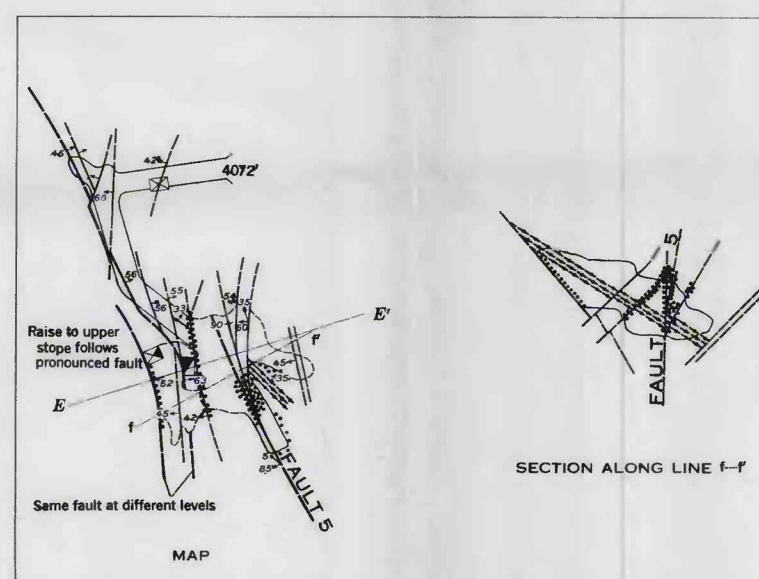 46
42
4072'
68
56
55
56
33
54
35
90
60
E'
f'
Raise to upper
stope follows
pronounced fault
45
35
52
63
E
f
45
42
85
FAULT 5
Same fault at different levels
MAP
FAULT 5
SECTION ALONG LINE f—f'